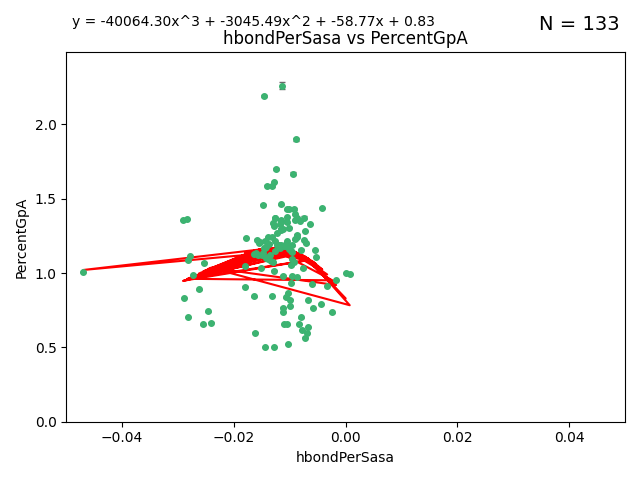 y = -40064.30x^3 + -3045.49x^2 + -58.77x + 0.83
N = 133
hbondPerSasa vs PercentGpA
PercentGpA
2.0
1.5
1.0
0.5
0.0
−0.04 −0.02 0.00 0.02 0.04
hbondPerSasa